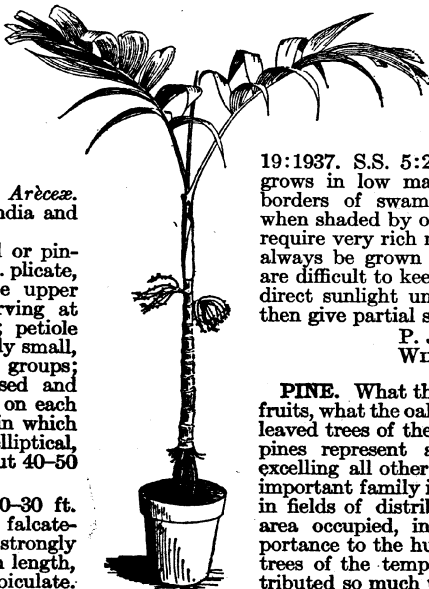 Arèceæ.
ndia and
l or pin-
. plicate,
e upper
rving at
; petiole
ly small,
groups;
sed and
on each
in which
lliptical,
ut 40–50
0–30 ft.
falcate-
strongly
length,
piculate.
19:1937. S.S. 5:2
grows in low ma
borders of swam
when shaded by o
require very rich
always be grown
are difficult to kee
direct sunlight un
then give partial s
P.
PINE. What th
fruits, what the oal
leaved trees of the
pines represent a
excelling all other
important family i
in fields of distril
area occupied, in
portance to the hu
trees of the temp
tributed so much